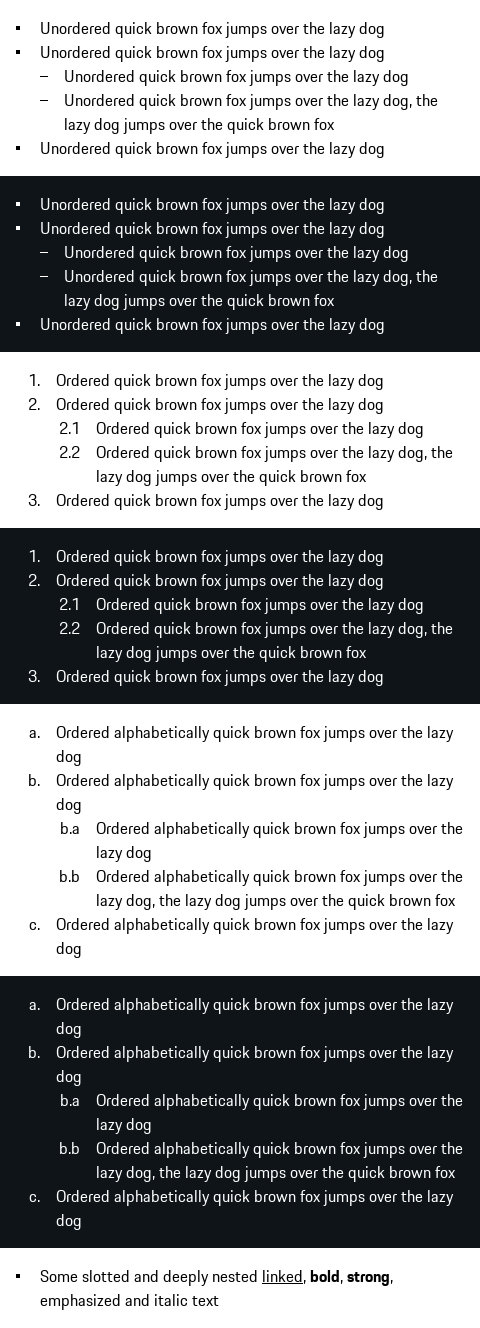 ▪ Unordered quick brown fox jumps over the lazy dog
▪ Unordered quick brown fox jumps over the lazy dog
– Unordered quick brown fox jumps over the lazy dog
– Unordered quick brown fox jumps over the lazy dog, the
lazy dog jumps over the quick brown fox
▪ Unordered quick brown fox jumps over the lazy dog
▪ Unordered quick brown fox jumps over the lazy dog
▪ Unordered quick brown fox jumps over the lazy dog
– Unordered quick brown fox jumps over the lazy dog
– Unordered quick brown fox jumps over the lazy dog, the
lazy dog jumps over the quick brown fox
▪ Unordered quick brown fox jumps over the lazy dog
1. Ordered quick brown fox jumps over the lazy dog
2. Ordered quick brown fox jumps over the lazy dog
2.1 Ordered quick brown fox jumps over the lazy dog
2.2 Ordered quick brown fox jumps over the lazy dog, the
lazy dog jumps over the quick brown fox
3. Ordered quick brown fox jumps over the lazy dog
1. Ordered quick brown fox jumps over the lazy dog
2. Ordered quick brown fox jumps over the lazy dog
2.1 Ordered quick brown fox jumps over the lazy dog
2.2 Ordered quick brown fox jumps over the lazy dog, the
lazy dog jumps over the quick brown fox
3. Ordered quick brown fox jumps over the lazy dog
a. Ordered alphabetically quick brown fox jumps over the lazy
dog
b. Ordered alphabetically quick brown fox jumps over the lazy
dog
b.a Ordered alphabetically quick brown fox jumps over the
lazy dog
b.b Ordered alphabetically quick brown fox jumps over the
lazy dog, the lazy dog jumps over the quick brown fox
c. Ordered alphabetically quick brown fox jumps over the lazy
dog
a. Ordered alphabetically quick brown fox jumps over the lazy
dog
b. Ordered alphabetically quick brown fox jumps over the lazy
dog
b.a Ordered alphabetically quick brown fox jumps over the
lazy dog
b.b Ordered alphabetically quick brown fox jumps over the
lazy dog, the lazy dog jumps over the quick brown fox
c. Ordered alphabetically quick brown fox jumps over the lazy
dog
▪ Some slotted and deeply nested linked, bold, strong,
emphasized and italic text